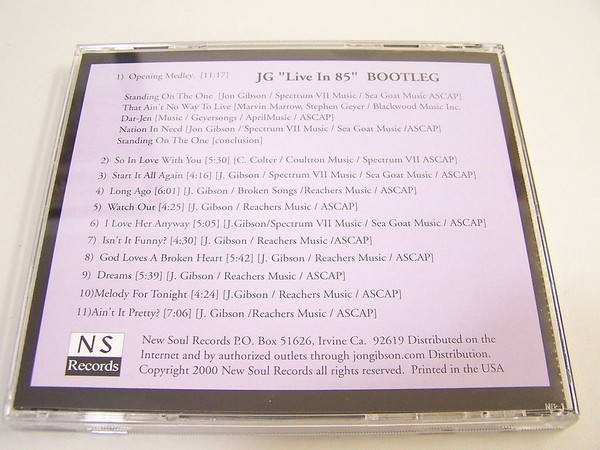 1) Opening Medley. [11:17] JG "Live In 85" BOOTLEG
Standing On The One [Jon Gibson / Spectrum VII Music / Sea Goat Music ASCAP]
That Ain't No Way To Live [Marvin Marrow, Stephen Geyer / Blackwood Music Inc.
Dat-Jen [Music / Geyersongs / AprilMusic / ASCAP]
Nation In Need [Jon Gibson / Spectrum VII Music / Sea Goat Music /ASCAP]
Standing On The One [conclusion]
2) So In Love With You [5:30] [C. Colter / Coultron Music / Spectrum VII ASCAP]
3) Start It All Again [4:16] [J. Gibson / Spectrum VII Music / Sea Goat Music / ASCAP]
4) Long Ago [6:01] [J. Gibson / Broken Songs /Reachers Music / ASCAP]
5) Watch Out [4:25] [J. Gibson / Reachers Music / ASCAP]
6) I Love Her Anyway [5:05] [J.Gibson/Spectrum VII Music / Sea Goat Music / ASCAP]
7) Isn't It Funny? [4:30] [J. Gibson / Reachers Music /ASCAP]
8) God Loves A Broken Heart [5:42] [J. Gibson / Reachers Music / ASCAP]
9) Dreams [5:39] [J. Gibson / Reachers Music / ASCAP]
10)Melody For Tonight [4:24] [J.Gibson / Reachers Music / ASCAP]
11)Ain't It Pretty? [7:06] [J. Gibson /Reachers Music / ASCAP]
NS
Records
New Soul Records P.O. Box 51626, Irvine Ca. 92619 Distributed on the
Internet and by authorized outlets through jongibson.com Distribution.
Copyright 2000 New Soul Records all rights reserved. Printed in the USA